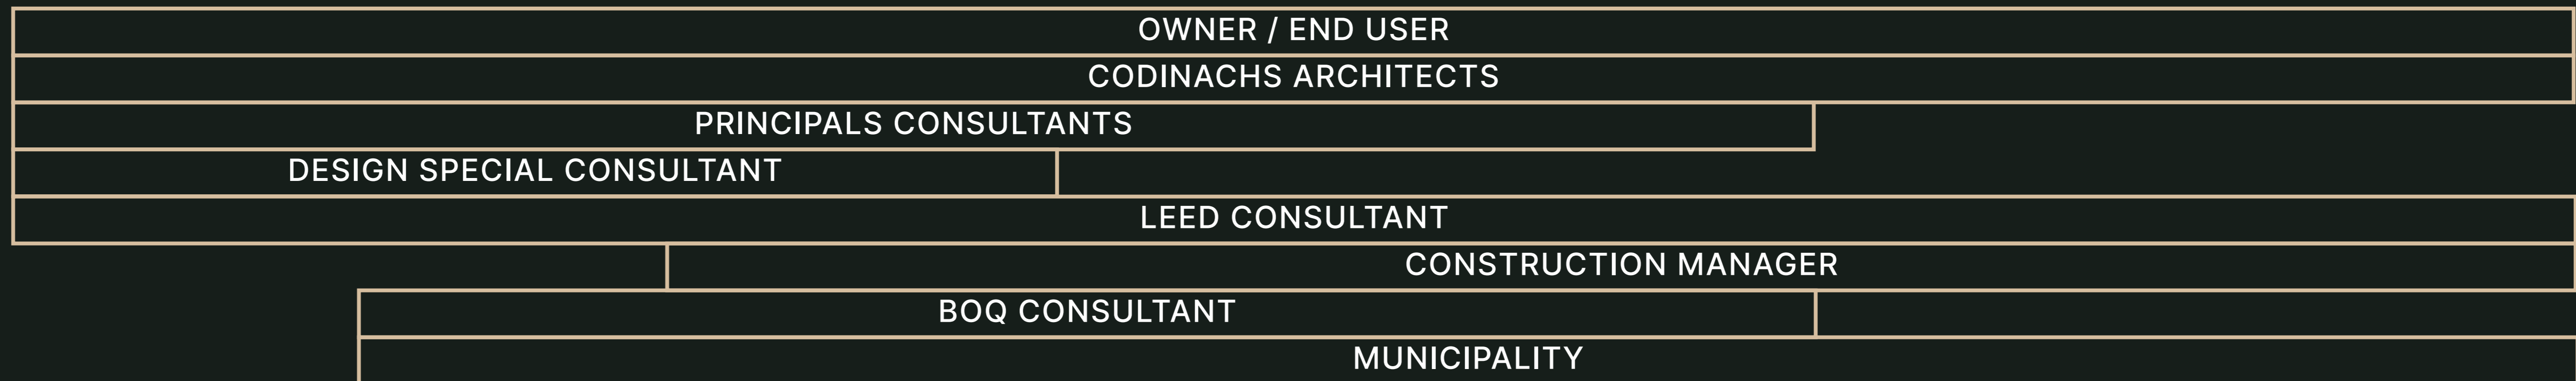 OWNER / END USER
CODINACHS ARCHITECTS
PRINCIPALS CONSULTANTS
DESIGN SPECIAL CONSULTANT
LEED CONSULTANT
CONSTRUCTION MANAGER
BOQ CONSULTANT
MUNICIPALITY